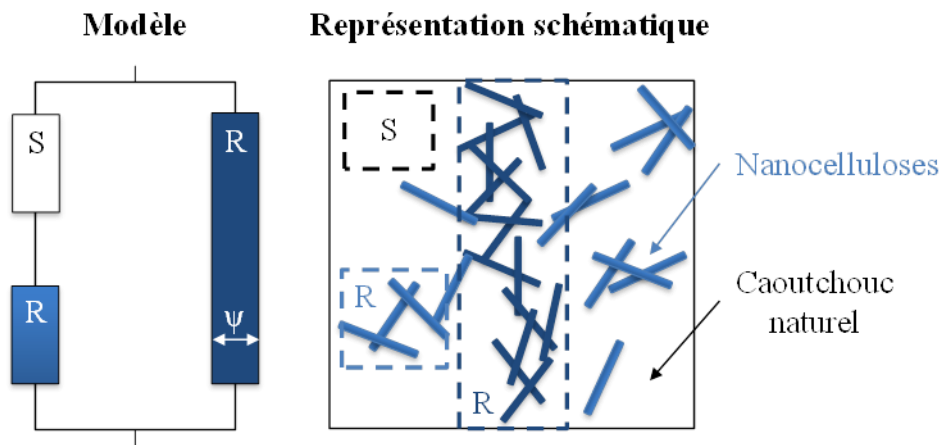 Modèle
Représentation schématique
S
R
R
ψ
S
R
R
Nanocelluloses
Caoutchouc
naturel